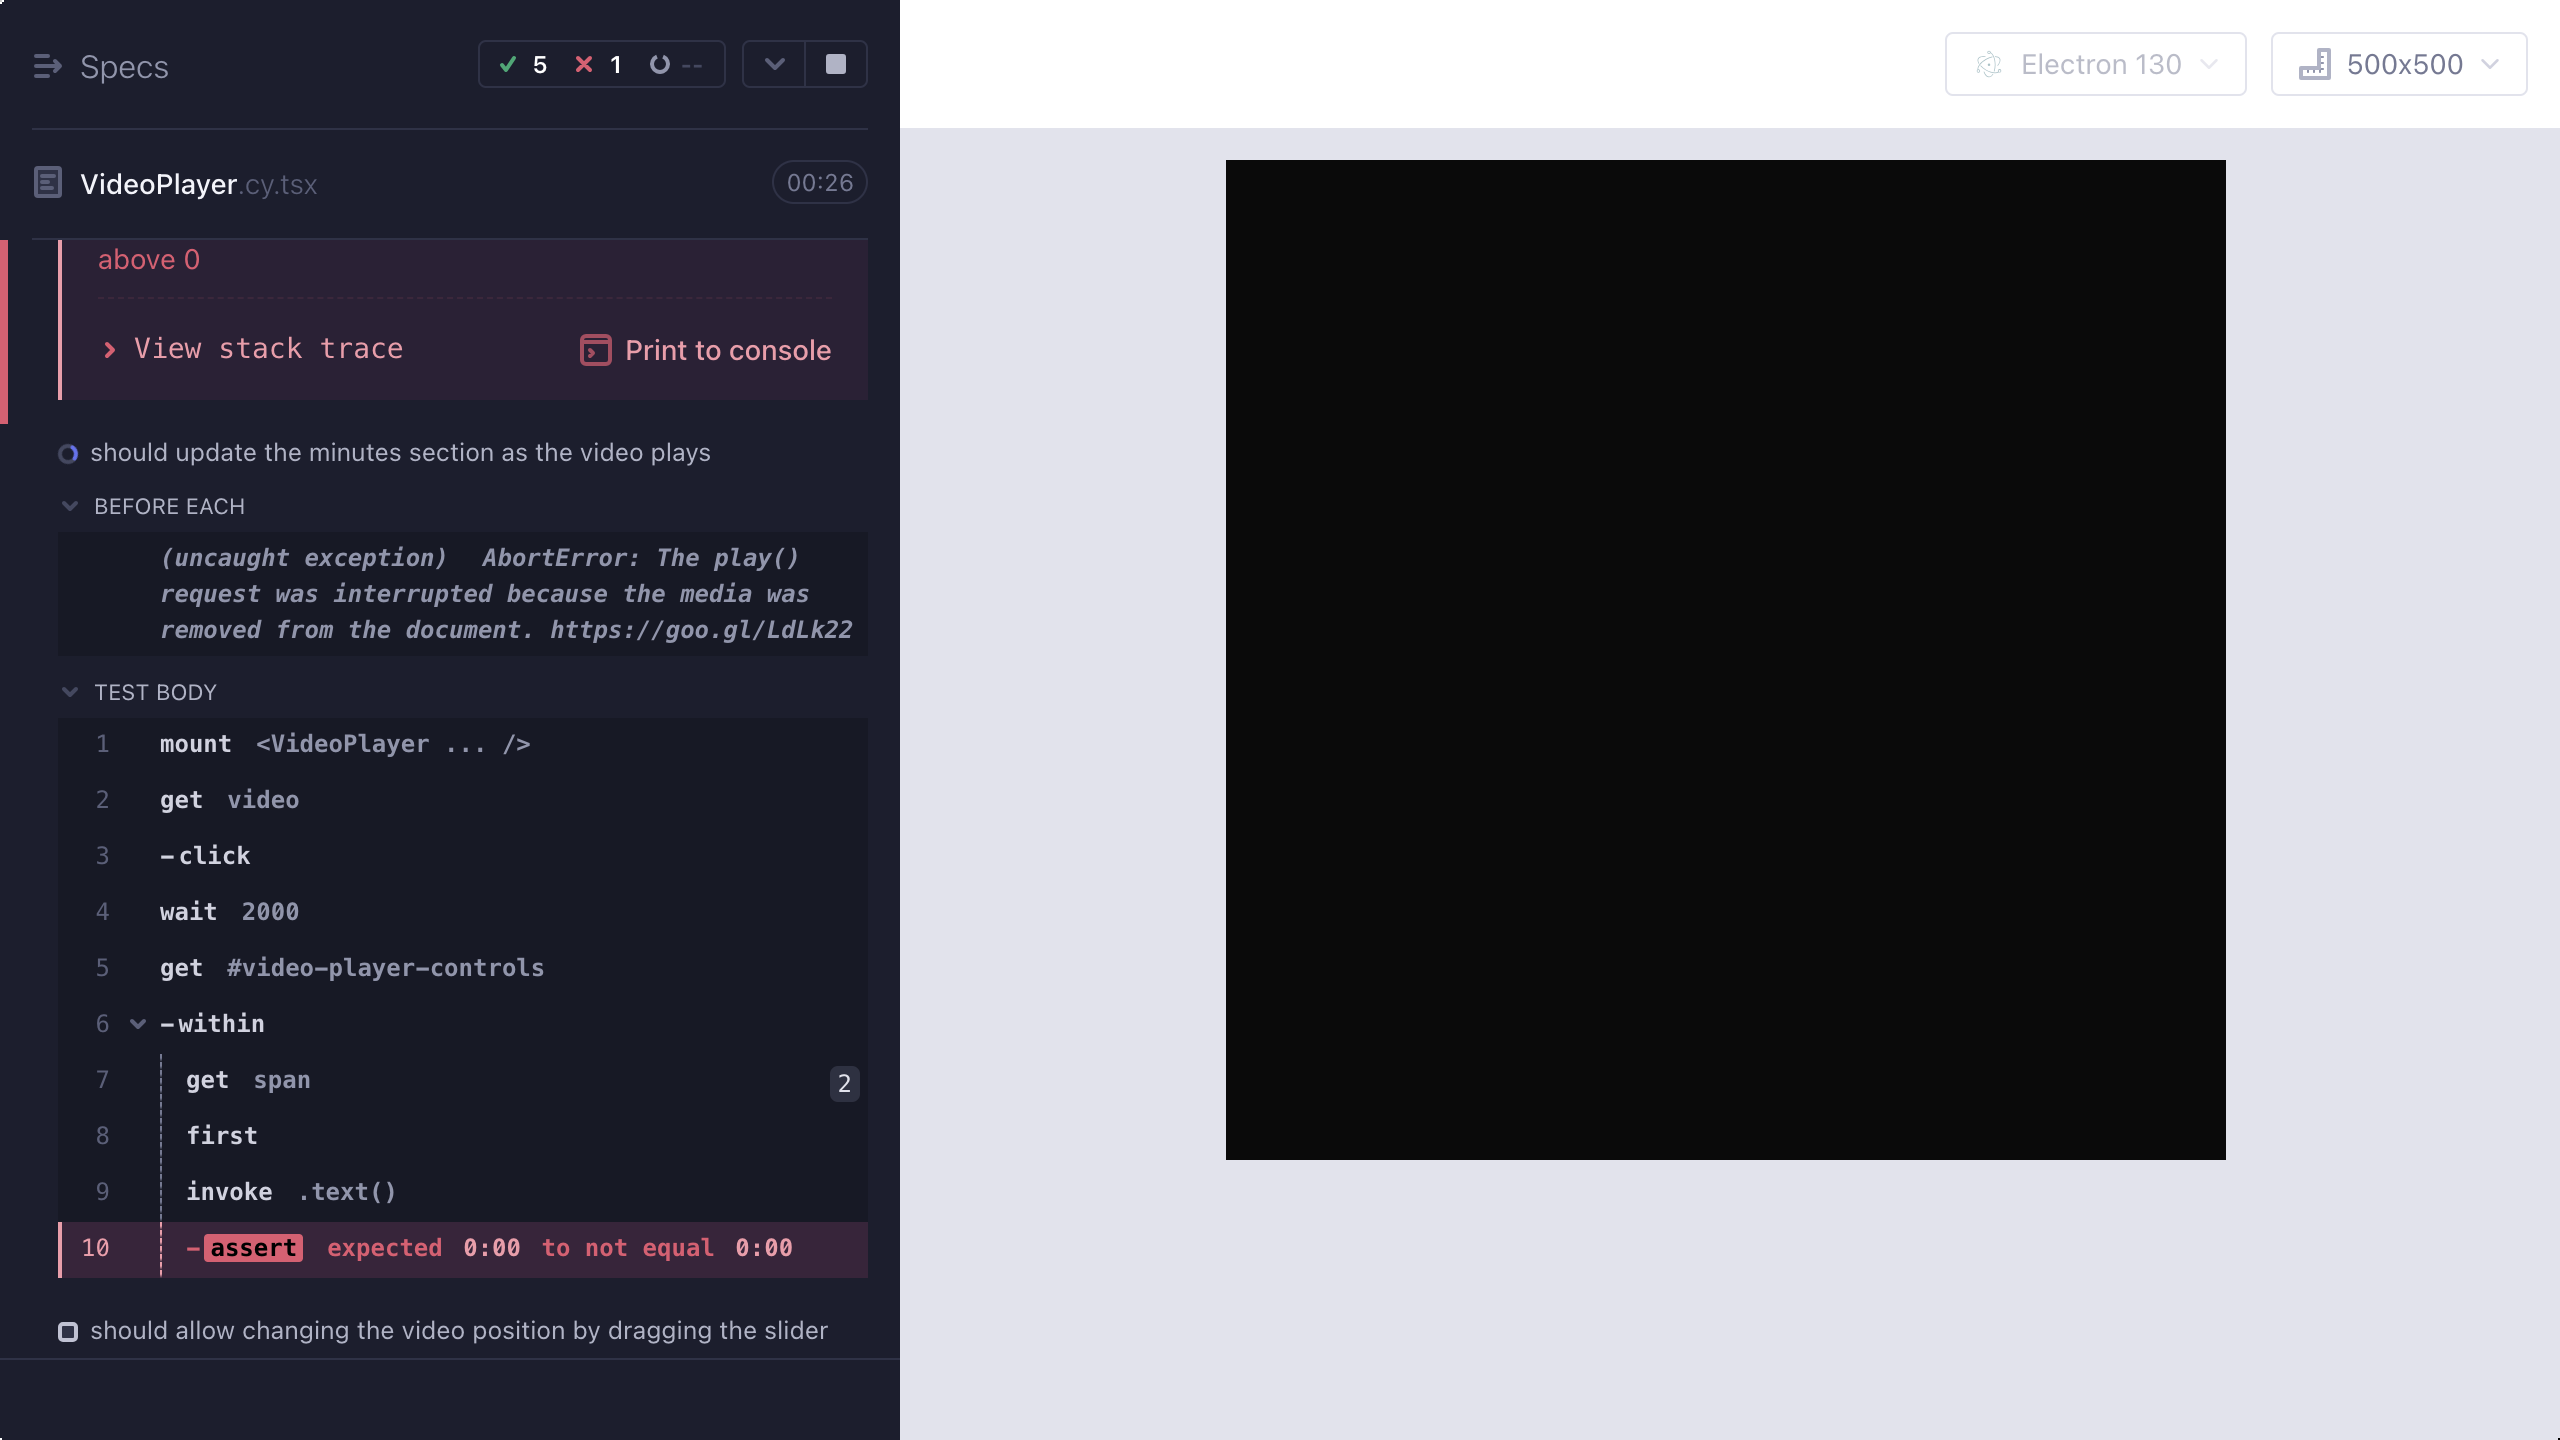 Specs
5 1 --
Electron 130
500x500
VideoPlayer.cy.tsx
00:26
above 0
View stack trace
Print to console
should update the minutes section as the video plays
BEFORE EACH
(uncaught exception) AbortError: The play()
request was interrupted because the media was
removed from the document. https://goo.gl/LdLk22
TEST BODY
1 mount <VideoPlayer ... />
2 get video
3 -click
4 wait 2000
5 get #video-player-controls
6 -within
7 get span 2
8 first
9 invoke .text()
10 -assert expected 0:00 to not equal 0:00
should allow changing the video position by dragging the slider